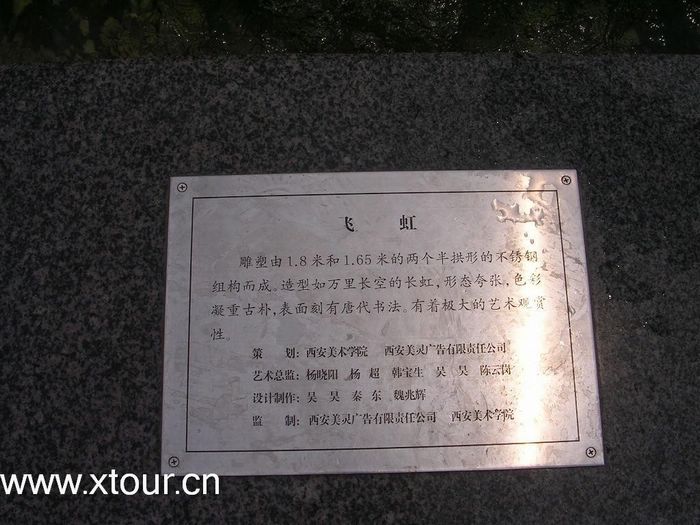 飞 虹
雕塑由1.8米和1.65米的两个半拱形的不锈钢
组构而成。造型如万里长空的长虹，形态夸张，色彩
凝重古朴，表面刻有唐代书法。有着极大的艺术观赏
性。
策 划：西安美术学院 西安美灵广告有限责任公司
艺术总监：杨晓阳 杨 超 韩宝生 吴 昊 陈云岗
设计制作：吴 昊 秦 东 魏兆辉
监 制：西安美灵广告有限责任公司 西安美术学院
www.xtour.cn